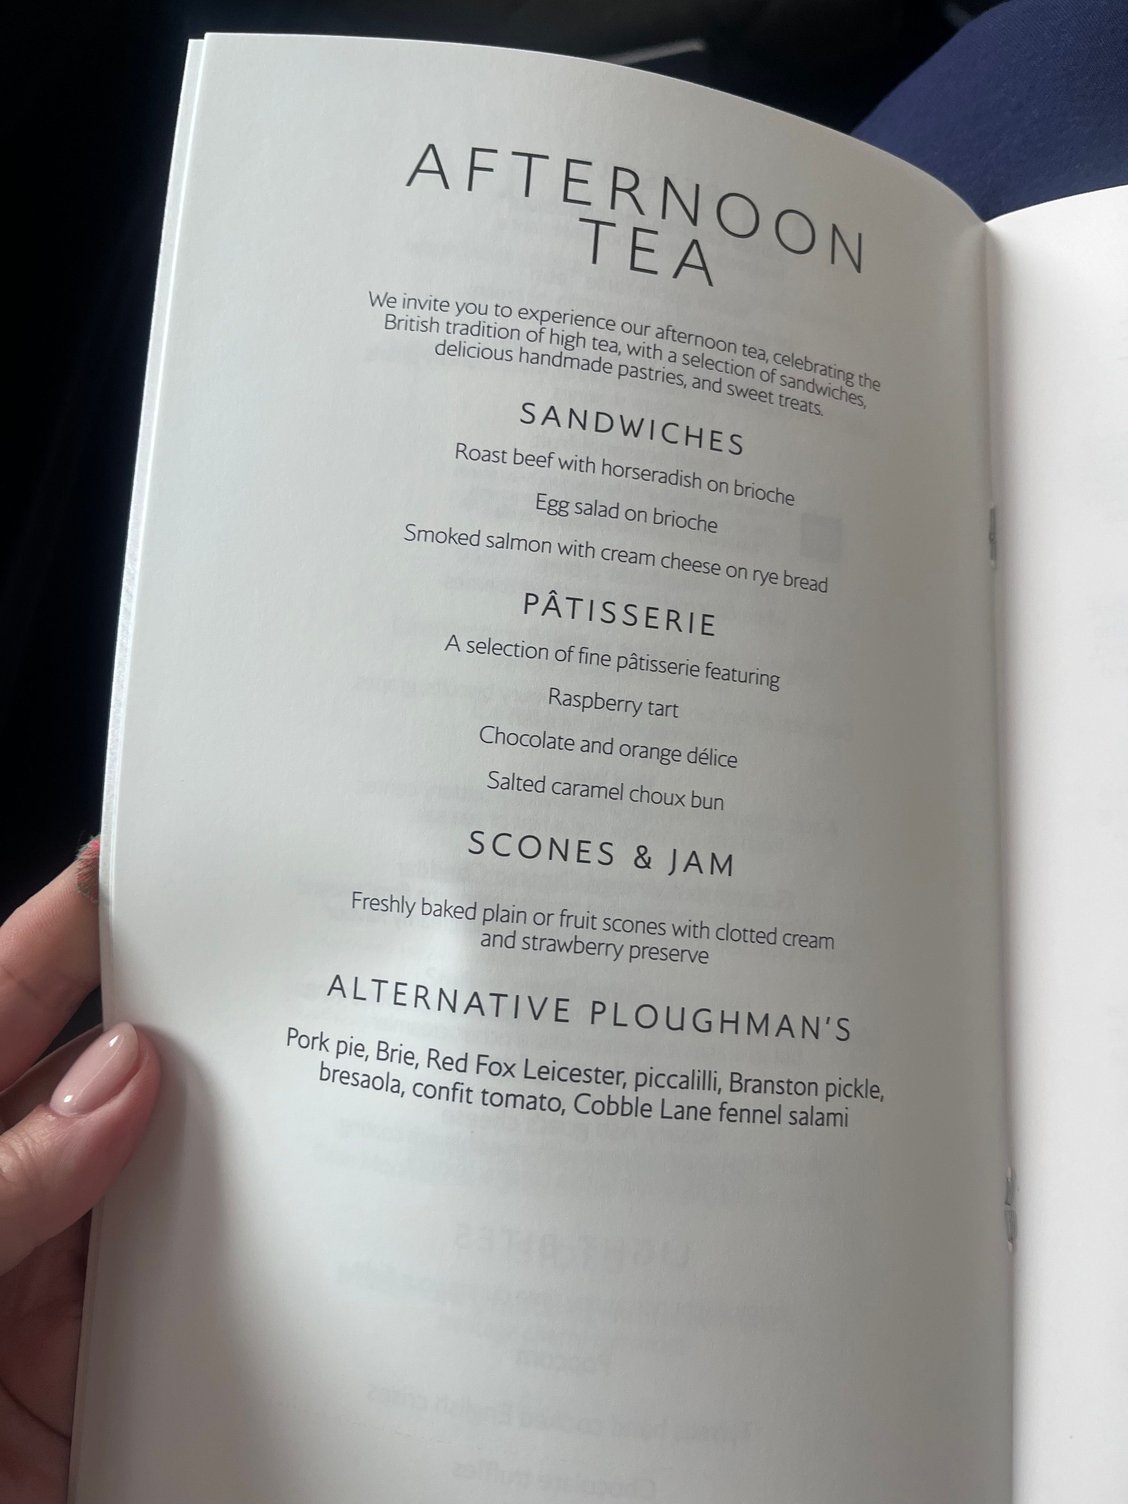 AFTERNOON
TEA
We invite you to experience our afternoon tea, celebrating the
British tradition of high tea, with a selection of sandwiches,
delicious handmade pastries, and sweet treats.
SANDWICHES
Roast beef with horseradish on brioche
Egg salad on brioche
Smoked salmon with cream cheese on rye bread
PÂTISSERIE
A selection of fine pâtisserie featuring
Raspberry tart
Chocolate and orange délice
Salted caramel choux bun
SCONES & JAM
Freshly baked plain or fruit scones with clotted cream
and strawberry preserve
ALTERNATIVE PLOUGHMAN'S
Pork pie, Brie, Red Fox Leicester, piccalilli, Branston pickle,
bresaola, confit tomato, Cobble Lane fennel salami